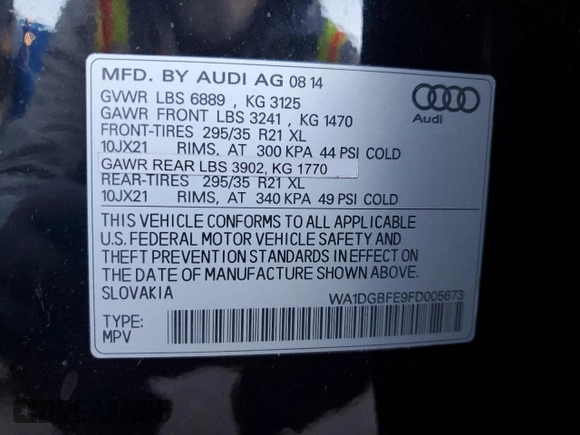 MFD. BY AUDI AG 08 14
GVWR LBS 6889 , KG 3125
GAWR FRONT LBS 3241 , KG 1470
FRONT-TIRES 295/35 R21 XL
10JX21 RIMS, AT 300 KPA 44 PSI COLD
GAWR REAR LBS 3902, KG 1770
REAR-TIRES 295/35 R21 XL
10JX21 RIMS, AT 340 KPA 49 PSI COLD
Audi
THIS VEHICLE CONFORMS TO ALL APPLICABLE
U.S. FEDERAL MOTOR VEHICLE SAFETY AND
THEFT PREVENTION STANDARDS IN EFFECT ON
THE DATE OF MANUFACTURE SHOWN ABOVE.
SLOVAKIA
WA1DGBFE9FD005673
TYPE:
MPV